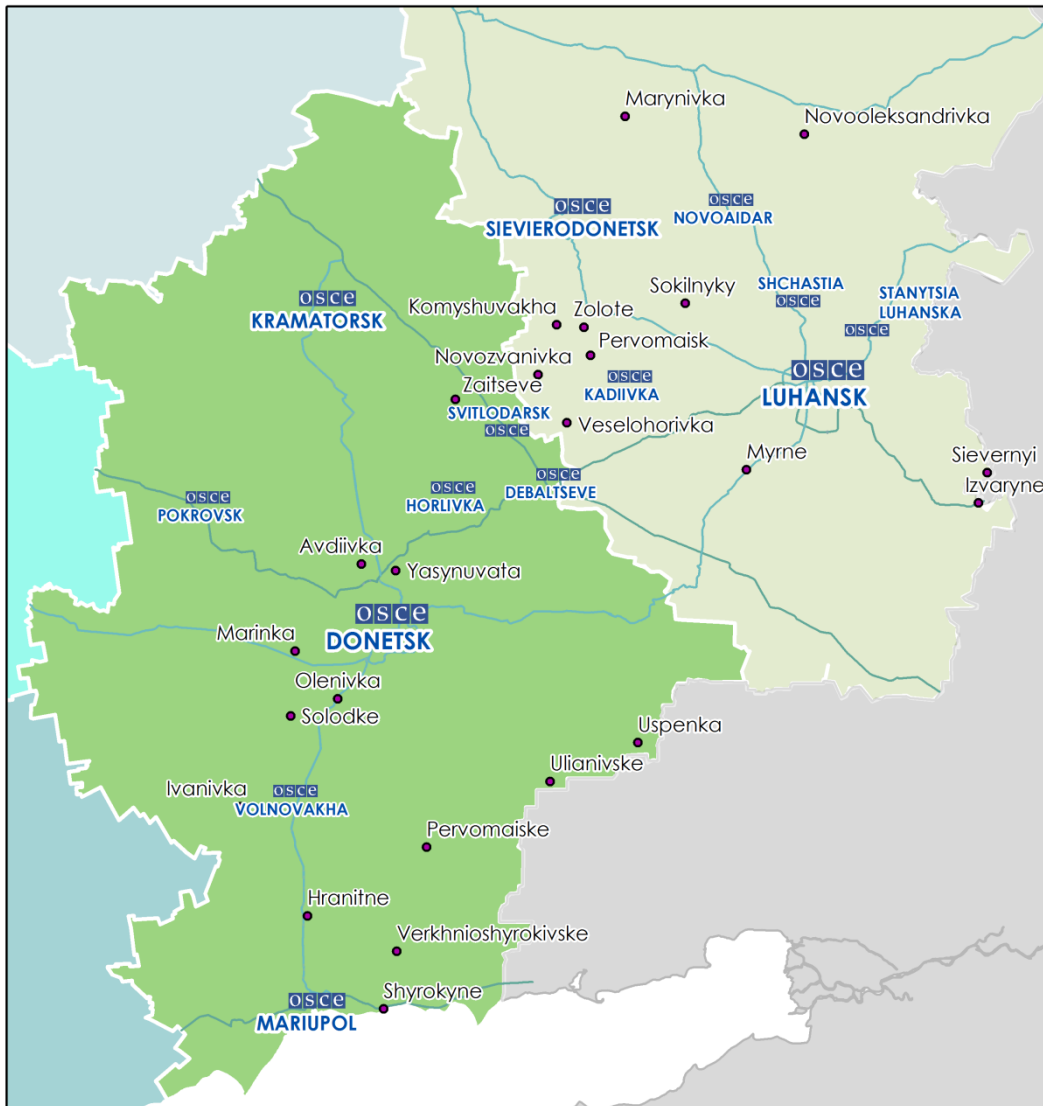 Marynivka
Novooleksandrivka
osce
SIEVIERODONETSK
osce
NOVOAIDAR
osce
KRAMATORSK
Komyshuvakha
Zolote
Sokilnyky
SHCHASTIA
osce
STANYTSIA
LUHANSKA
osce
Pervomaisk
Novozvanivka
osce
KADIIVKA
osce
LUHANSK
Zaitseve
SVITLODARSK
osce
Veselohorivka
Myrne
Sievernyi
Izvaryne
osce
POKROVSK
osce
HORLIVKA
osce
DEBALTSEVE
Avdiivka
Yasynuvata
osce
DONETSK
Marinka
Olenivka
Solodke
Uspenka
Ulianivske
Ivanivka
osce
VOLNOVAKHA
Pervomaiske
Hranitne
Verkhnioshyrokivske
Shyrokyne
osce
MARIUPOL